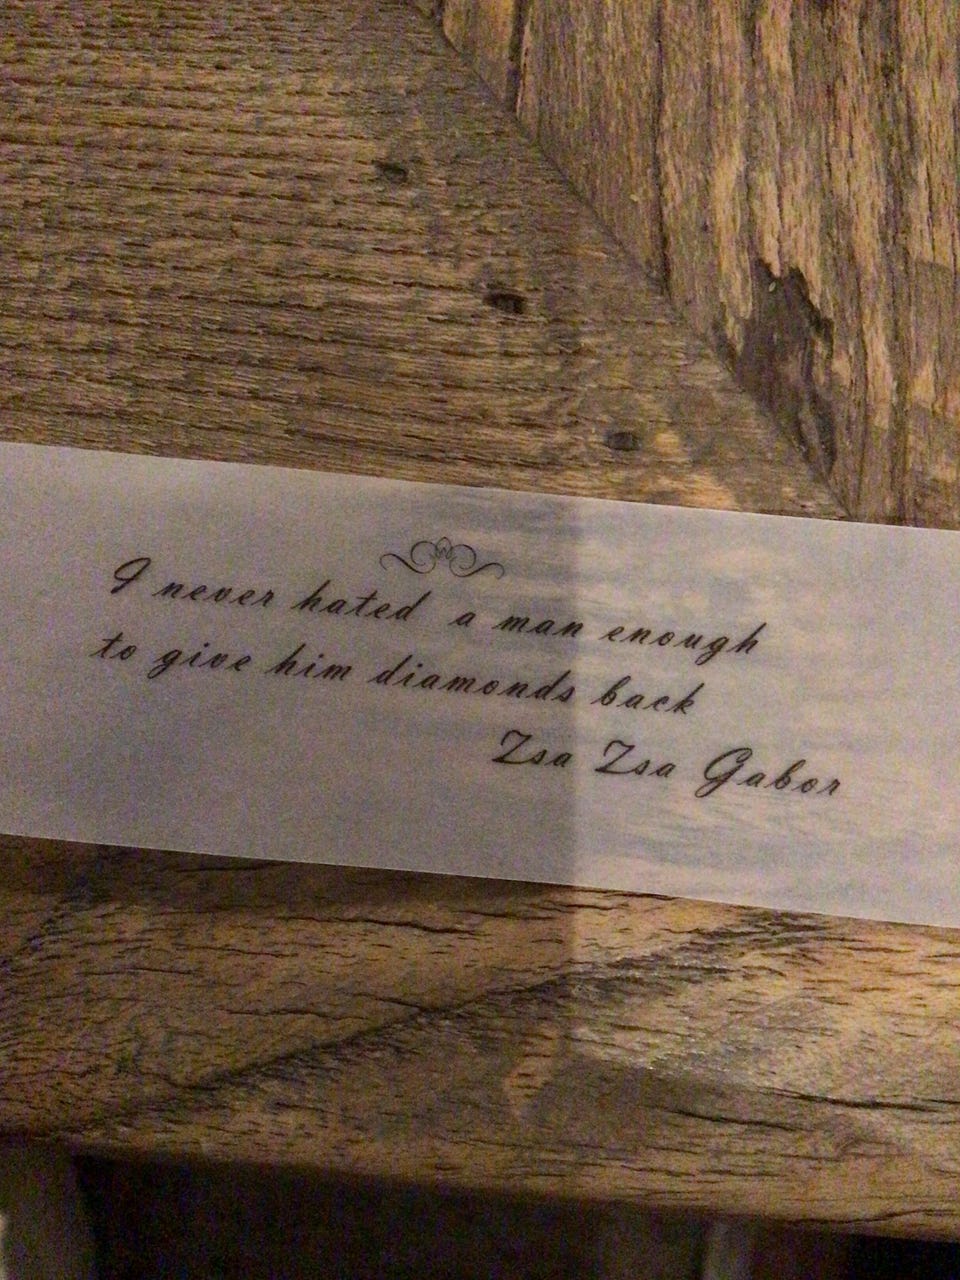 I never hated a man enough
to give him diamonds back
Zsa Zsa Gabor